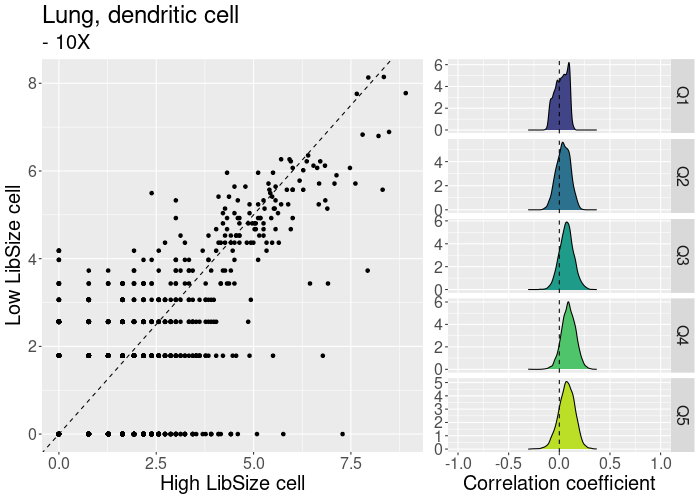 Lung, dendritic cell
- 10X
Low LibSize cell
8
6
4
2
0
0.0 2.5 5.0 7.5
High LibSize cell
6
4
2
0
Q1
4
2
0
Q2
6
4
2
0
Q3
6
4
2
0
Q4
5
4
3
2
1
0
Q5
-1.0 -0.5 0.0 0.5 1.0
Correlation coefficient